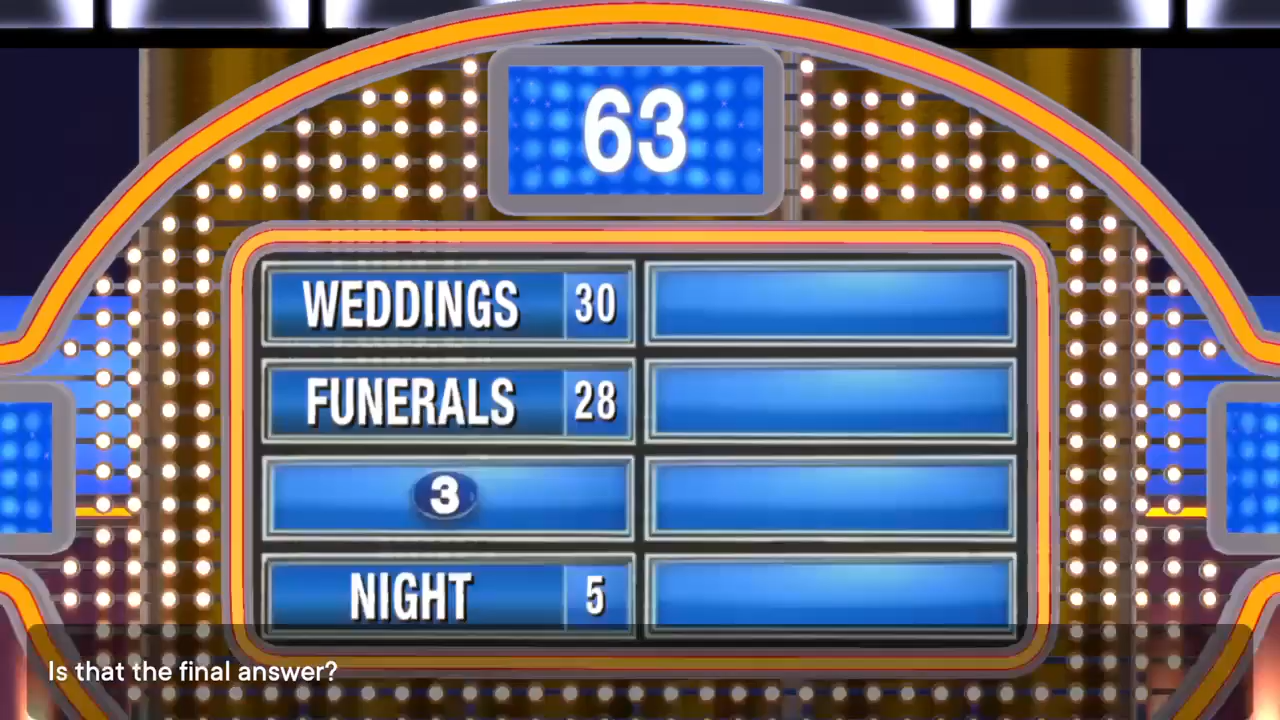 63
WEDDINGS 30
FUNERALS 28
3
NIGHT 5
Is that the final answer?